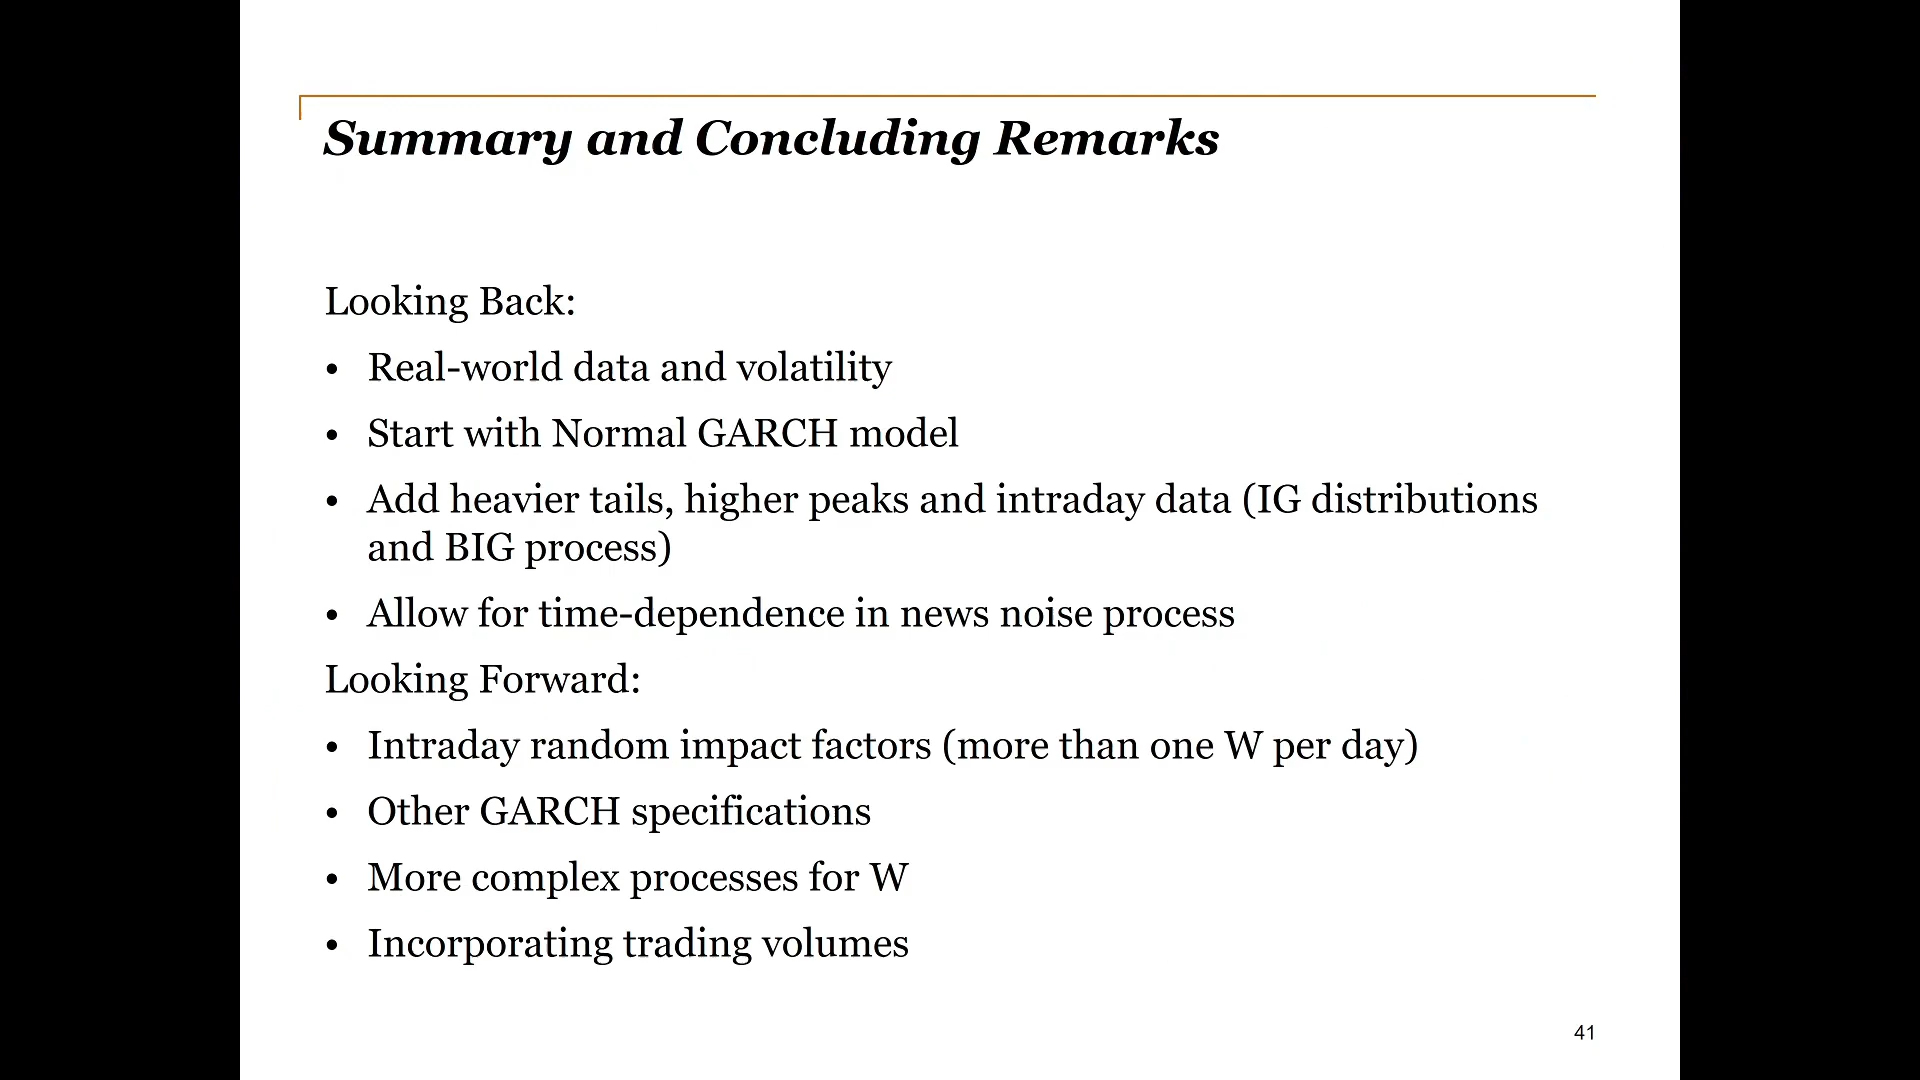 Summary and Concluding Remarks
Looking Back:
• Real-world data and volatility
• Start with Normal GARCH model
• Add heavier tails, higher peaks and intraday data (IG distributions
and BIG process)
• Allow for time-dependence in news noise process
Looking Forward:
• Intraday random impact factors (more than one W per day)
• Other GARCH specifications
• More complex processes for W
• Incorporating trading volumes
41